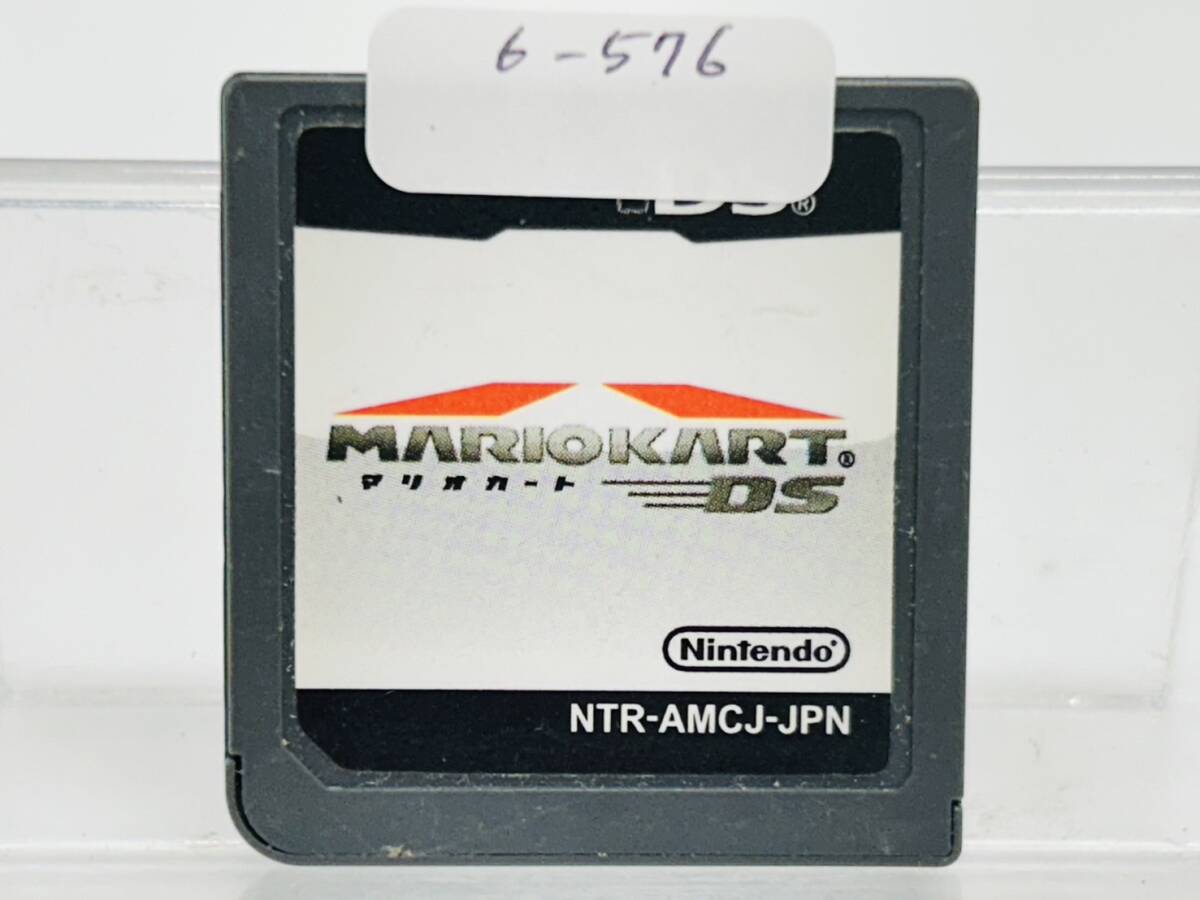 6-576
DS®
MARIOKART®
マリオカート DS
Nintendo®
NTR-AMCJ-JPN